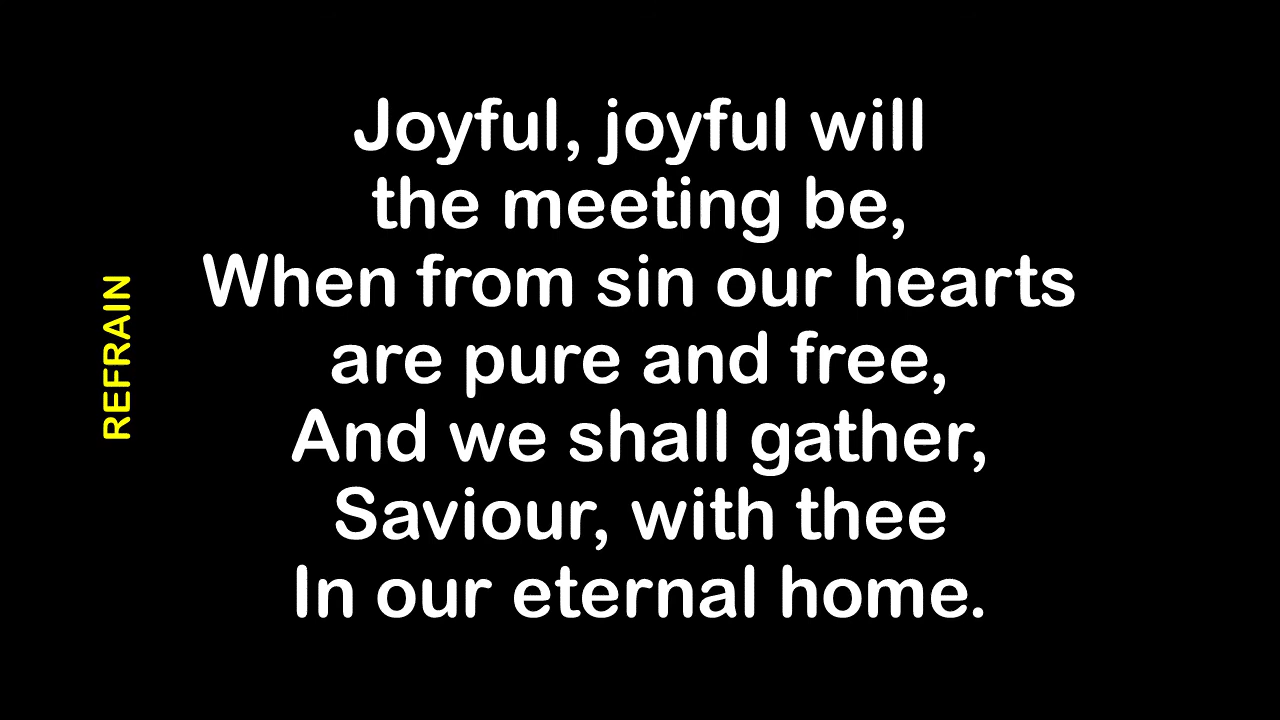 REFRAIN
Joyful, joyful will
the meeting be,
When from sin our hearts
are pure and free,
And we shall gather,
Saviour, with thee
In our eternal home.